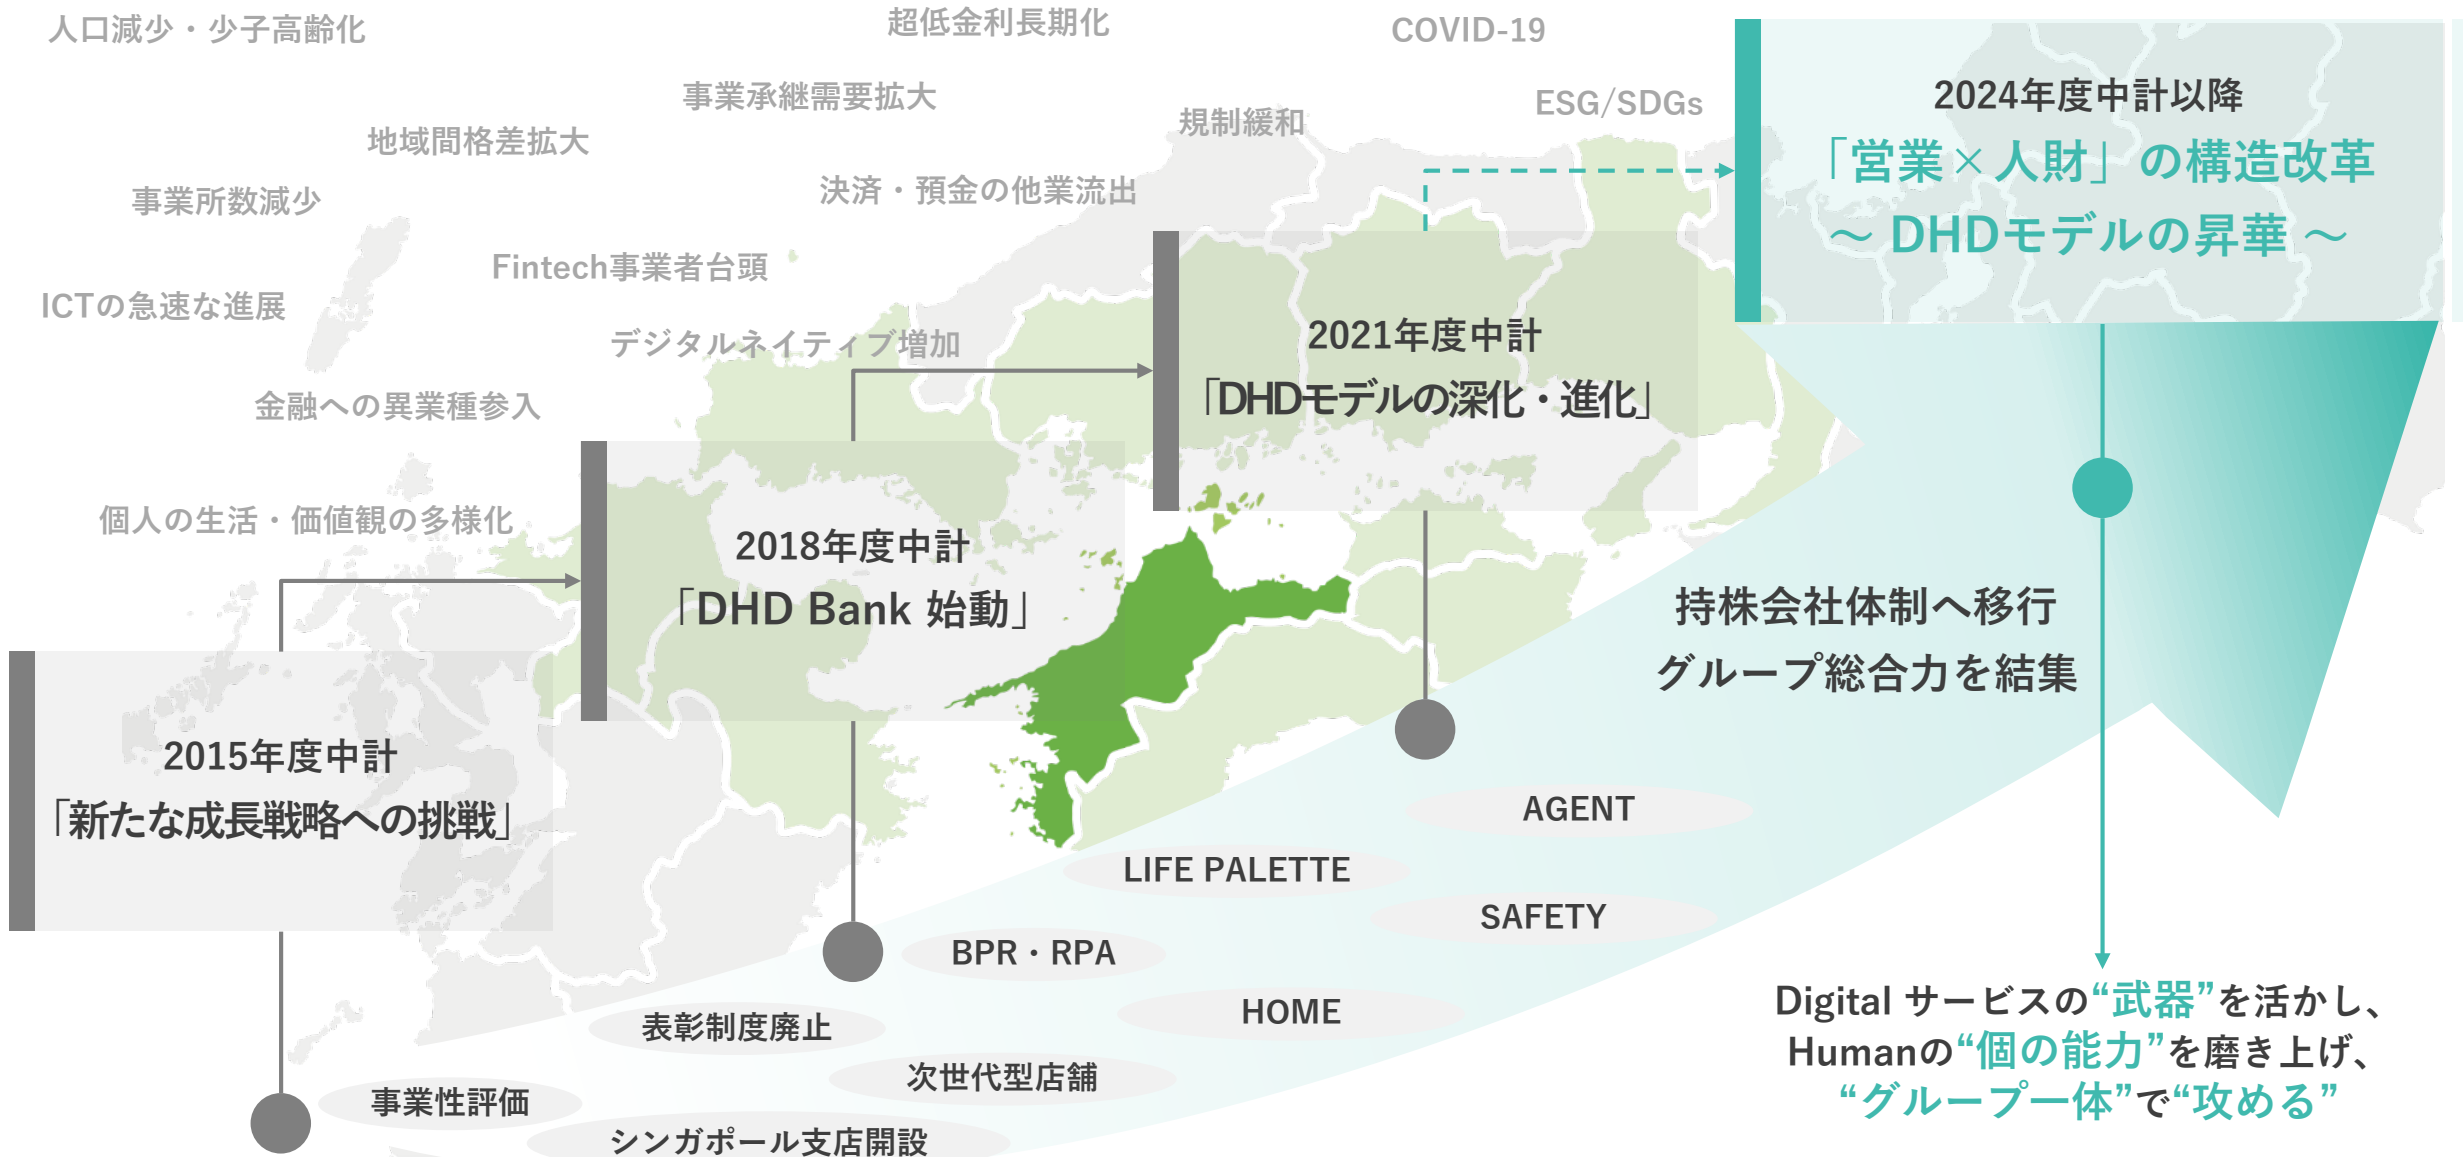 人口減少・少子高齢化
超低金利長期化
COVID-19
事業承継需要拡大
ESG/SDGs
地域間格差拡大
規制緩和
事業所数減少
決済・預金の他業流出
Fintech事業者台頭
ICTの急速な進展
デジタルネイティブ増加
金融への異業種参入
個人の生活・価値観の多様化
2015年度中計
「新たな成長戦略への挑戦」
2018年度中計
「DHD Bank 始動」
2021年度中計
「DHDモデルの深化・進化」
2024年度中計以降
「営業×人財」の構造改革
～ DHDモデルの昇華 ～
持株会社体制へ移行
グループ総合力を結集
AGENT
LIFE PALETTE
SAFETY
BPR・RPA
HOME
表彰制度廃止
次世代型店舗
事業性評価
シンガポール支店開設
Digital サービスの“武器”を活かし、
Humanの“個の能力”を磨き上げ、
“グループ一体”で“攻める”